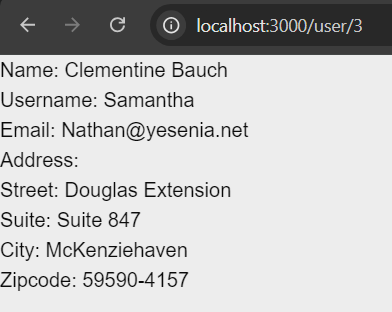 localhost:3000/user/3
Name: Clementine Bauch
Username: Samantha
Email: Nathan@yesenia.net
Address:
Street: Douglas Extension
Suite: Suite 847
City: McKenziehaven
Zipcode: 59590-4157